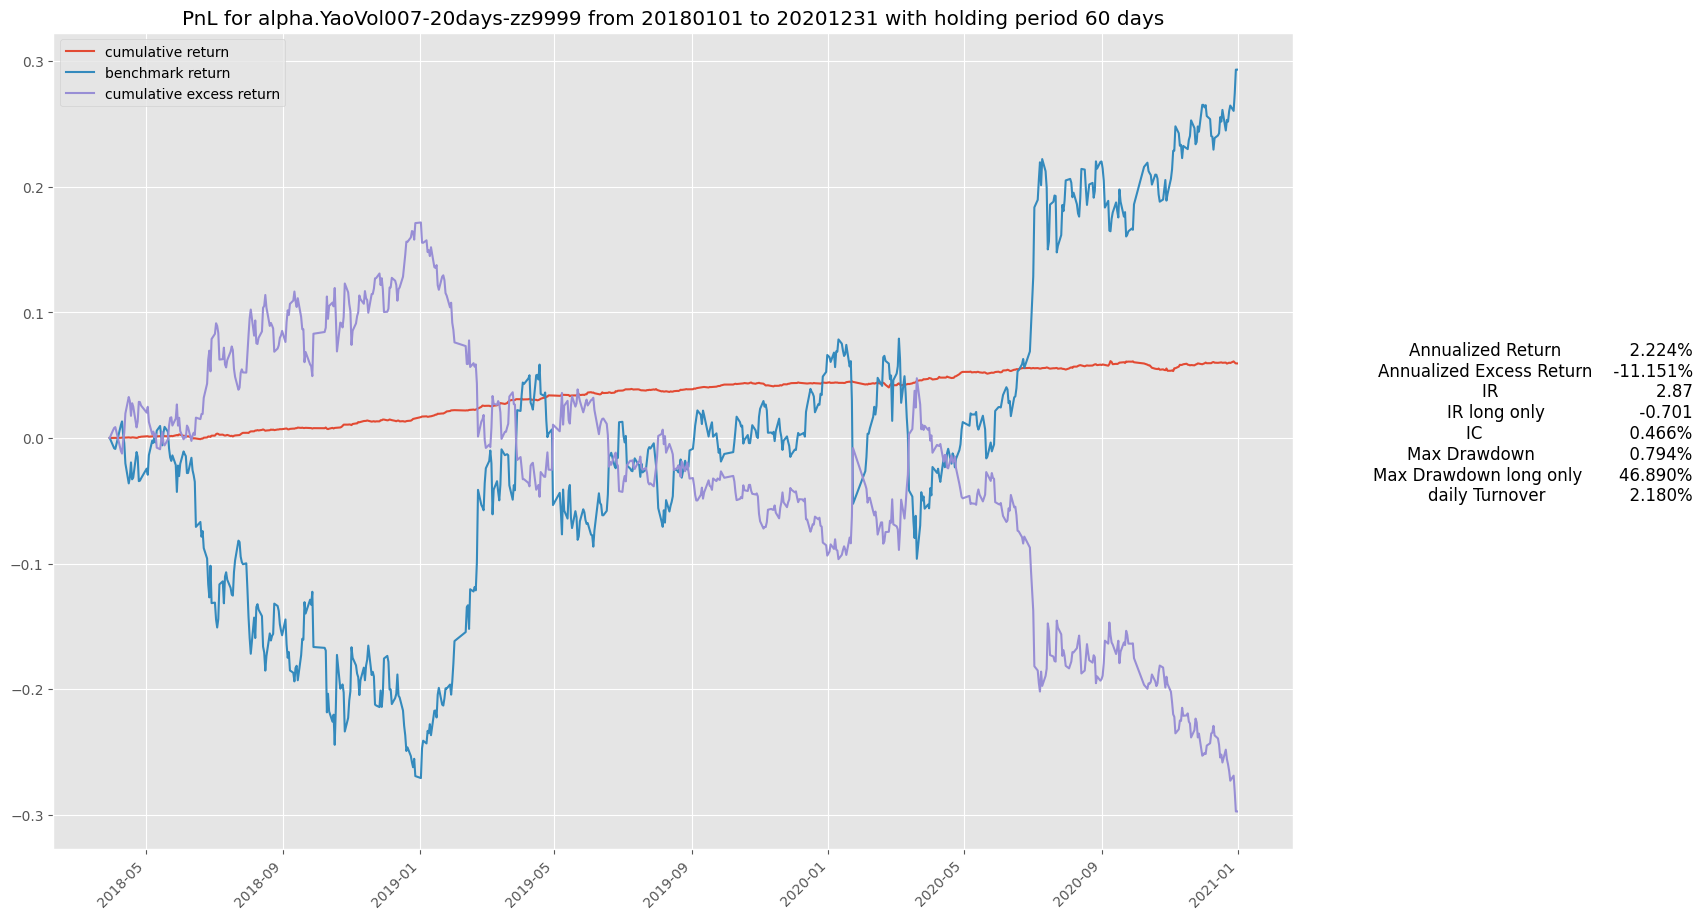 PnL for alpha.YaoVol007-20days-zz9999 from 20180101 to 20201231 with holding period 60 days
cumulative return
benchmark return
cumulative excess return
0.3
0.2
0.1
0.0
−0.1
−0.2
−0.3
2018-05
2018-09
2019-01
2019-05
2019-09
2020-01
2020-05
2020-09
2021-01
Annualized Return 2.224%
Annualized Excess Return -11.151%
IR 2.87
IR long only -0.701
IC 0.466%
Max Drawdown 0.794%
Max Drawdown long only 46.890%
daily Turnover 2.180%